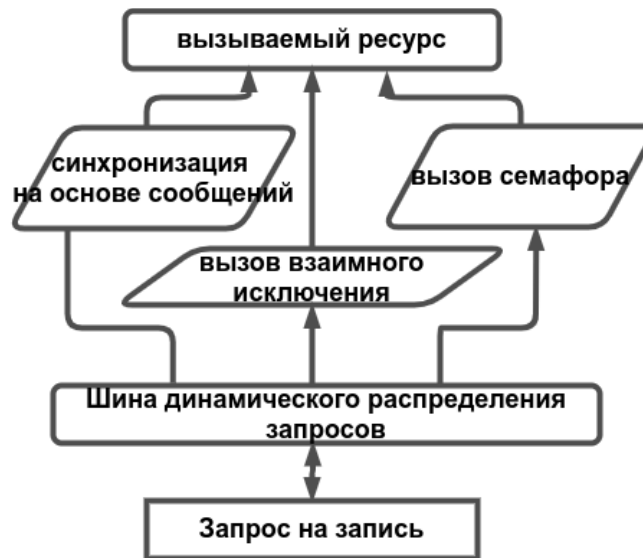 вызываемый ресурс
синхронизация
на основе сообщений
вызов семафора
вызов взаимного
исключения
Шина динамического распределения
запросов
Запрос на запись